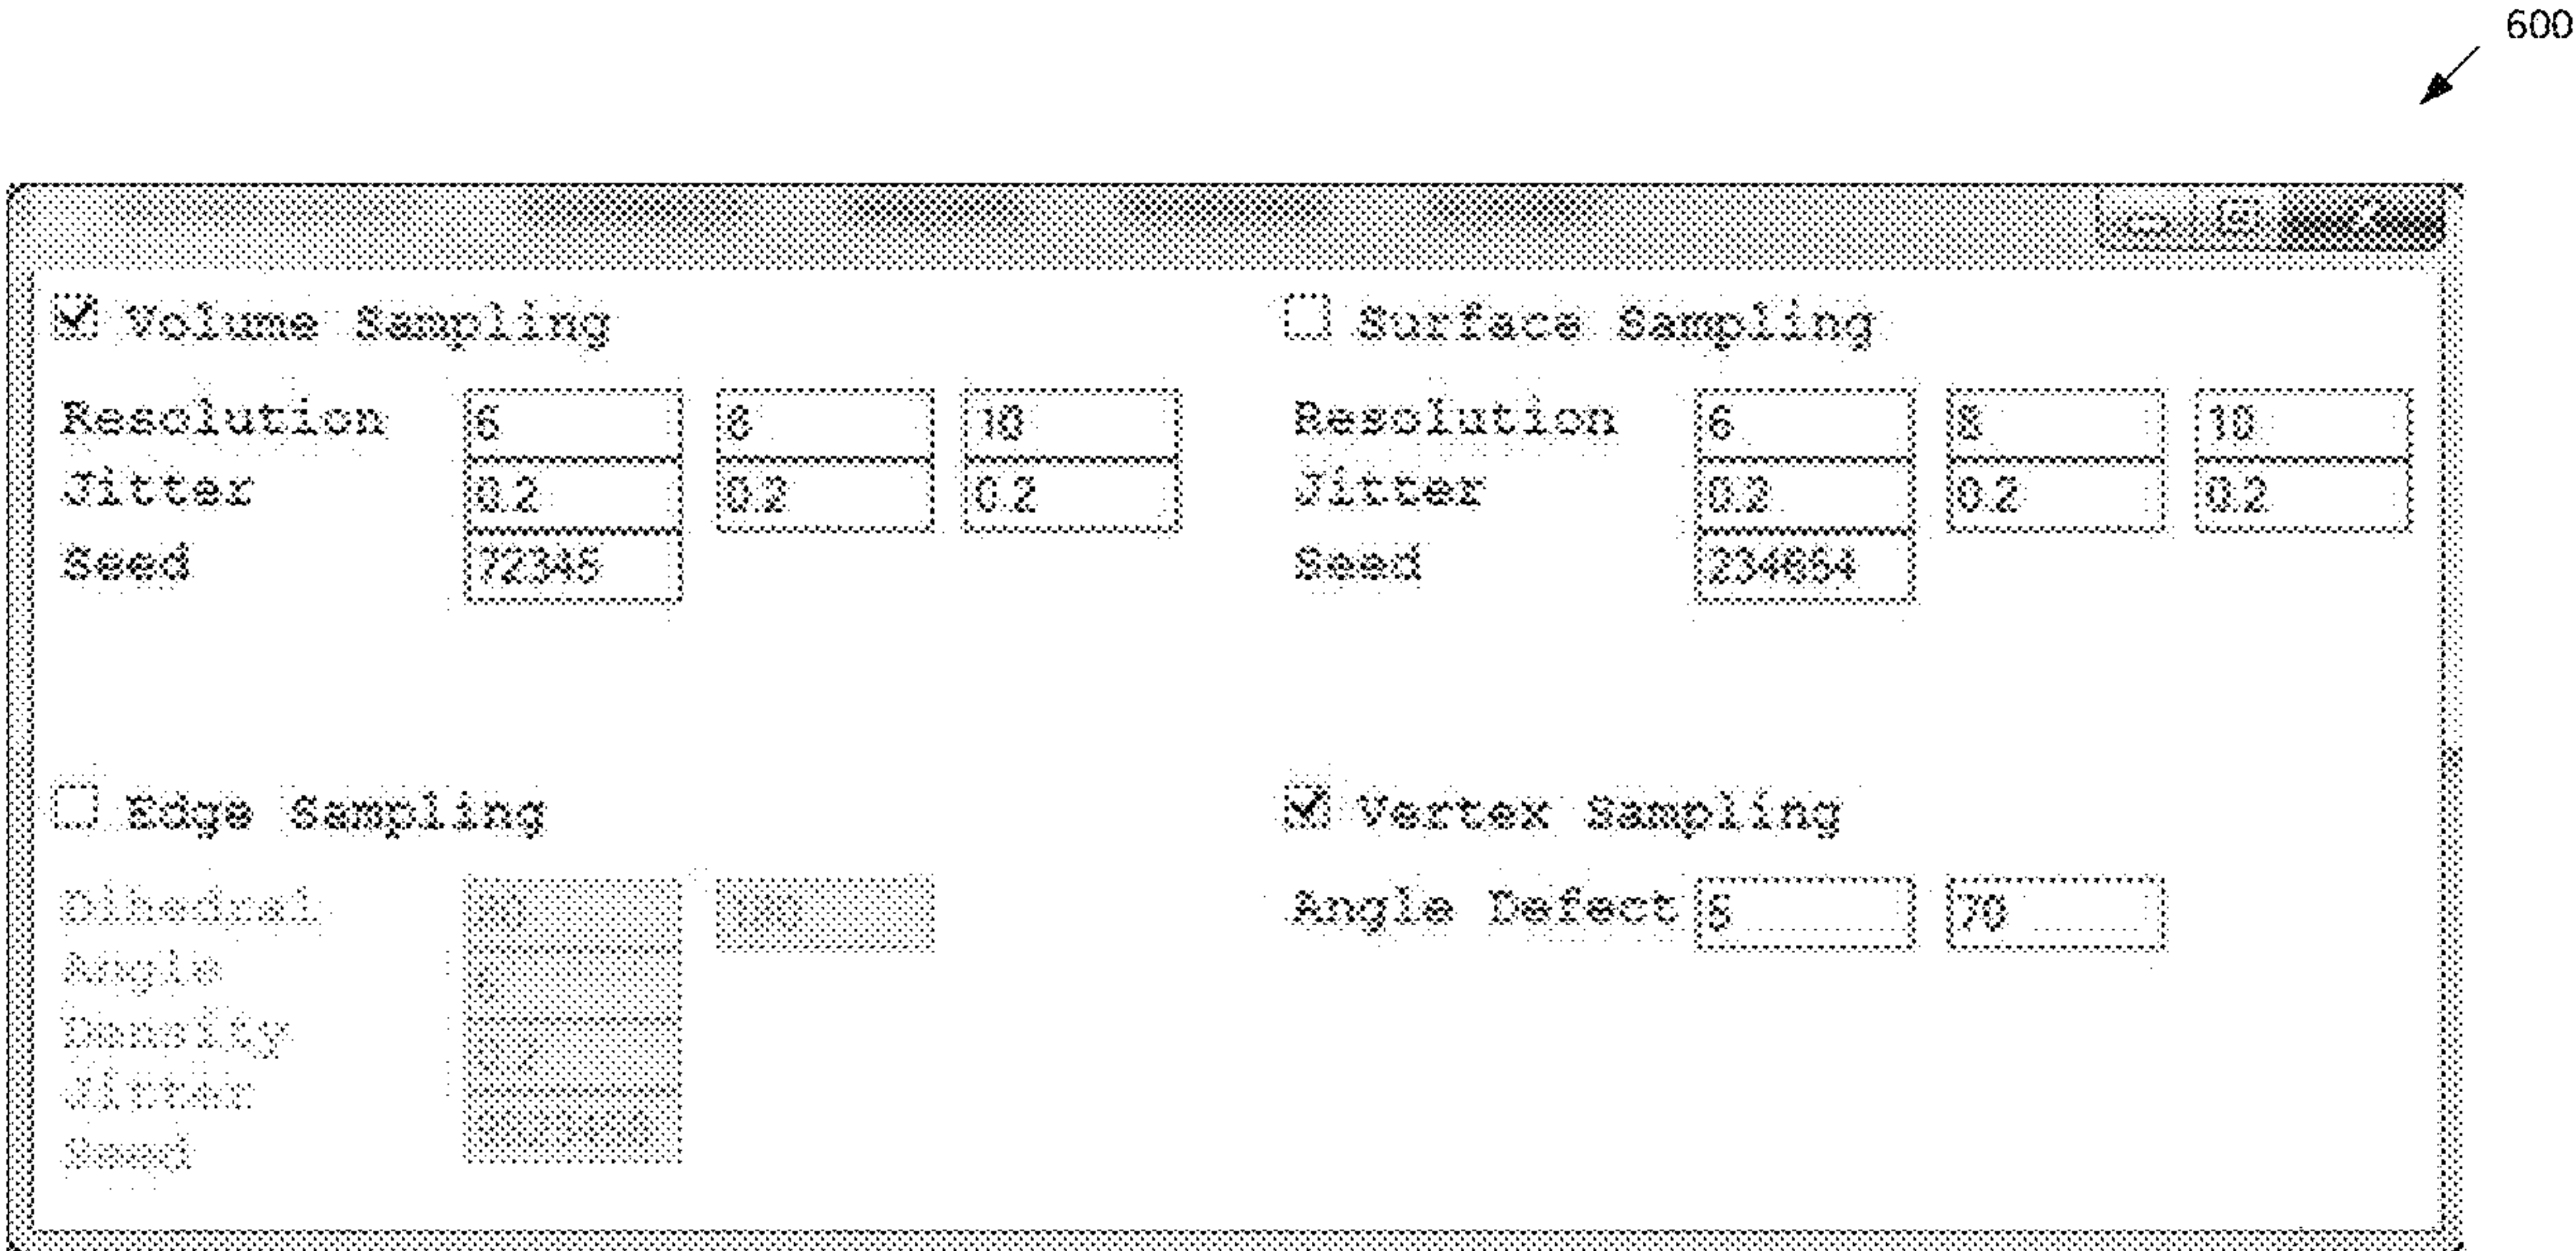 600
Volume Sampling
Resolution 6 8 10
Jitter 0.2 0.2 0.2
Seed 72345
Surface Sampling
Resolution 6 8 10
Jitter 0.2 0.2 0.2
Seed
Edge Sampling
Dihedral
Angle
Density
Jitter
Seed
Vertex Sampling
Angle Defect 5 70